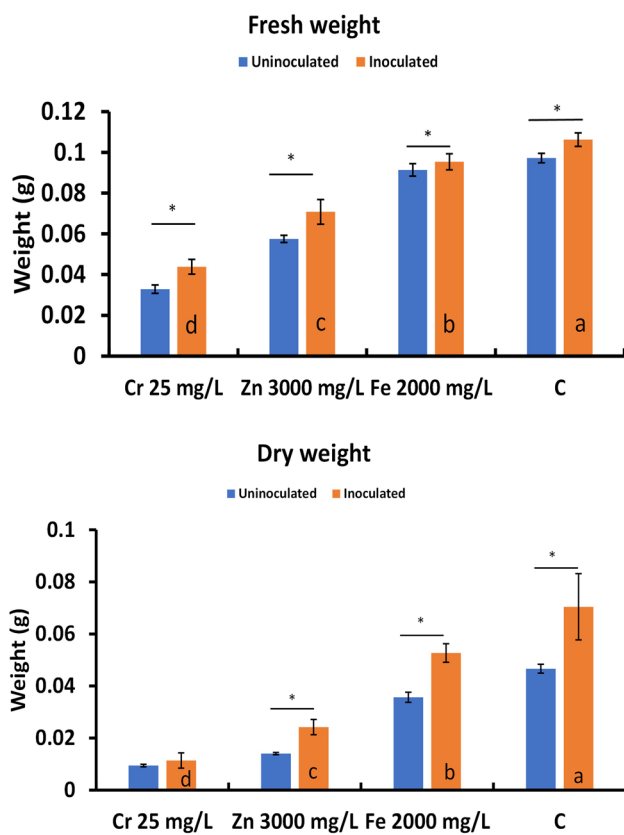 Fresh weight
Uninoculated Inoculated
0.12
0.1
0.08
0.06
0.04
0.02
0
Weight (g)
* * * *
d c b a
Cr 25 mg/L Zn 3000 mg/L Fe 2000 mg/L C
Dry weight
Uninoculated Inoculated
0.1
0.08
0.06
0.04
0.02
0
Weight (g)
* * *
d c b a
Cr 25 mg/L Zn 3000 mg/L Fe 2000 mg/L C